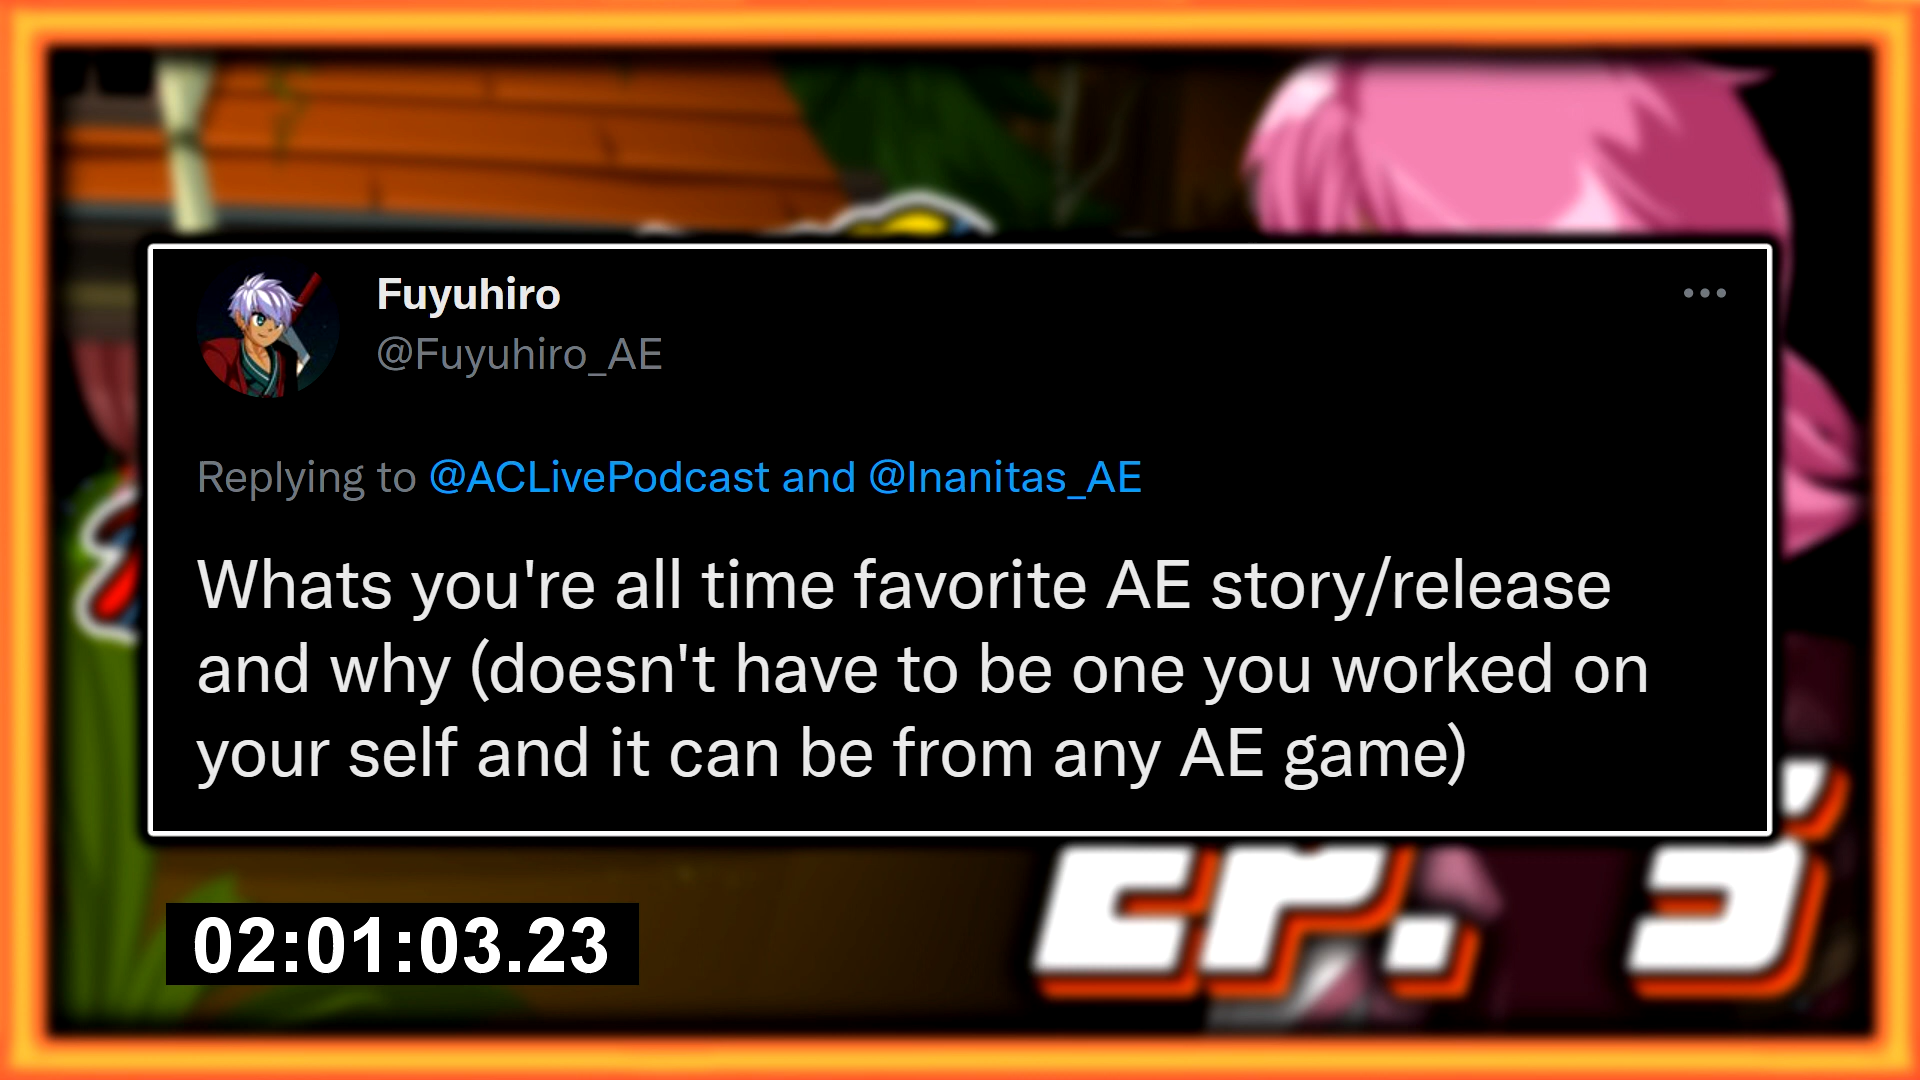 Fuyuhiro
@Fuyuhiro_AE
Replying to @ACLivePodcast and @Inanitas_AE
Whats you're all time favorite AE story/release
and why (doesn't have to be one you worked on
your self and it can be from any AE game)
02:01:03.23
EP. 5